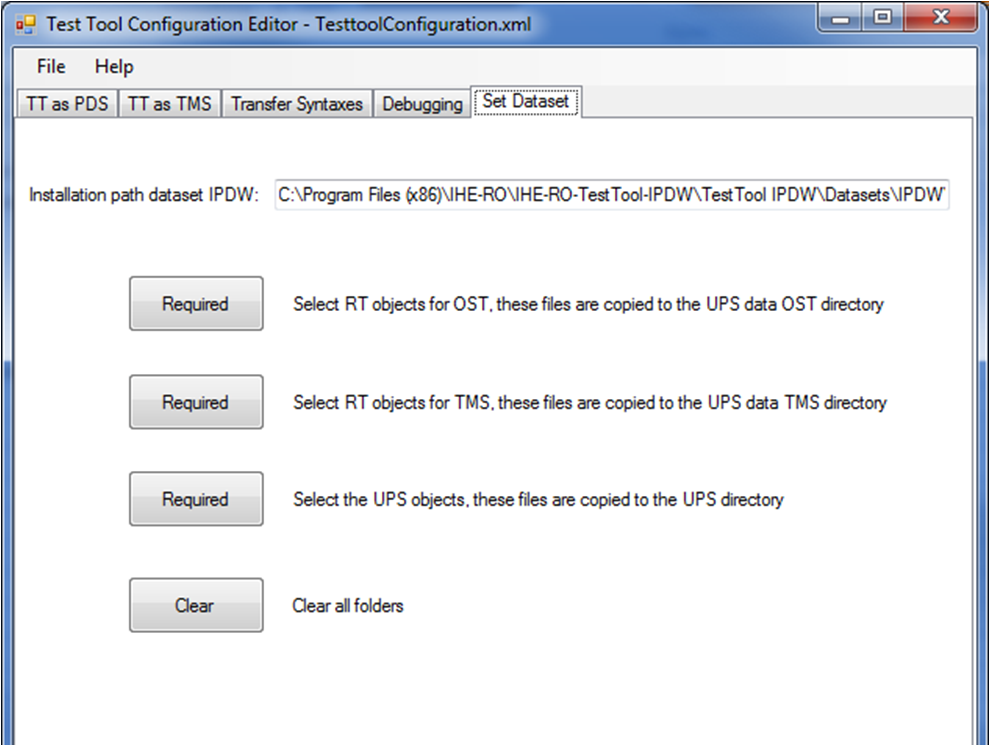 Test Tool Configuration Editor - TesttoolConfiguration.xml
File Help
TT as PDS TT as TMS Transfer Syntaxes Debugging Set Dataset
Installation path dataset IPDW: C:\Program Files (x86)\IHE-RO\IHE-RO-TestTool-IPDW\TestTool IPDW\Datasets\IPDW
Required Select RT objects for OST, these files are copied to the UPS data OST directory
Required Select RT objects for TMS, these files are copied to the UPS data TMS directory
Required Select the UPS objects, these files are copied to the UPS directory
Clear Clear all folders